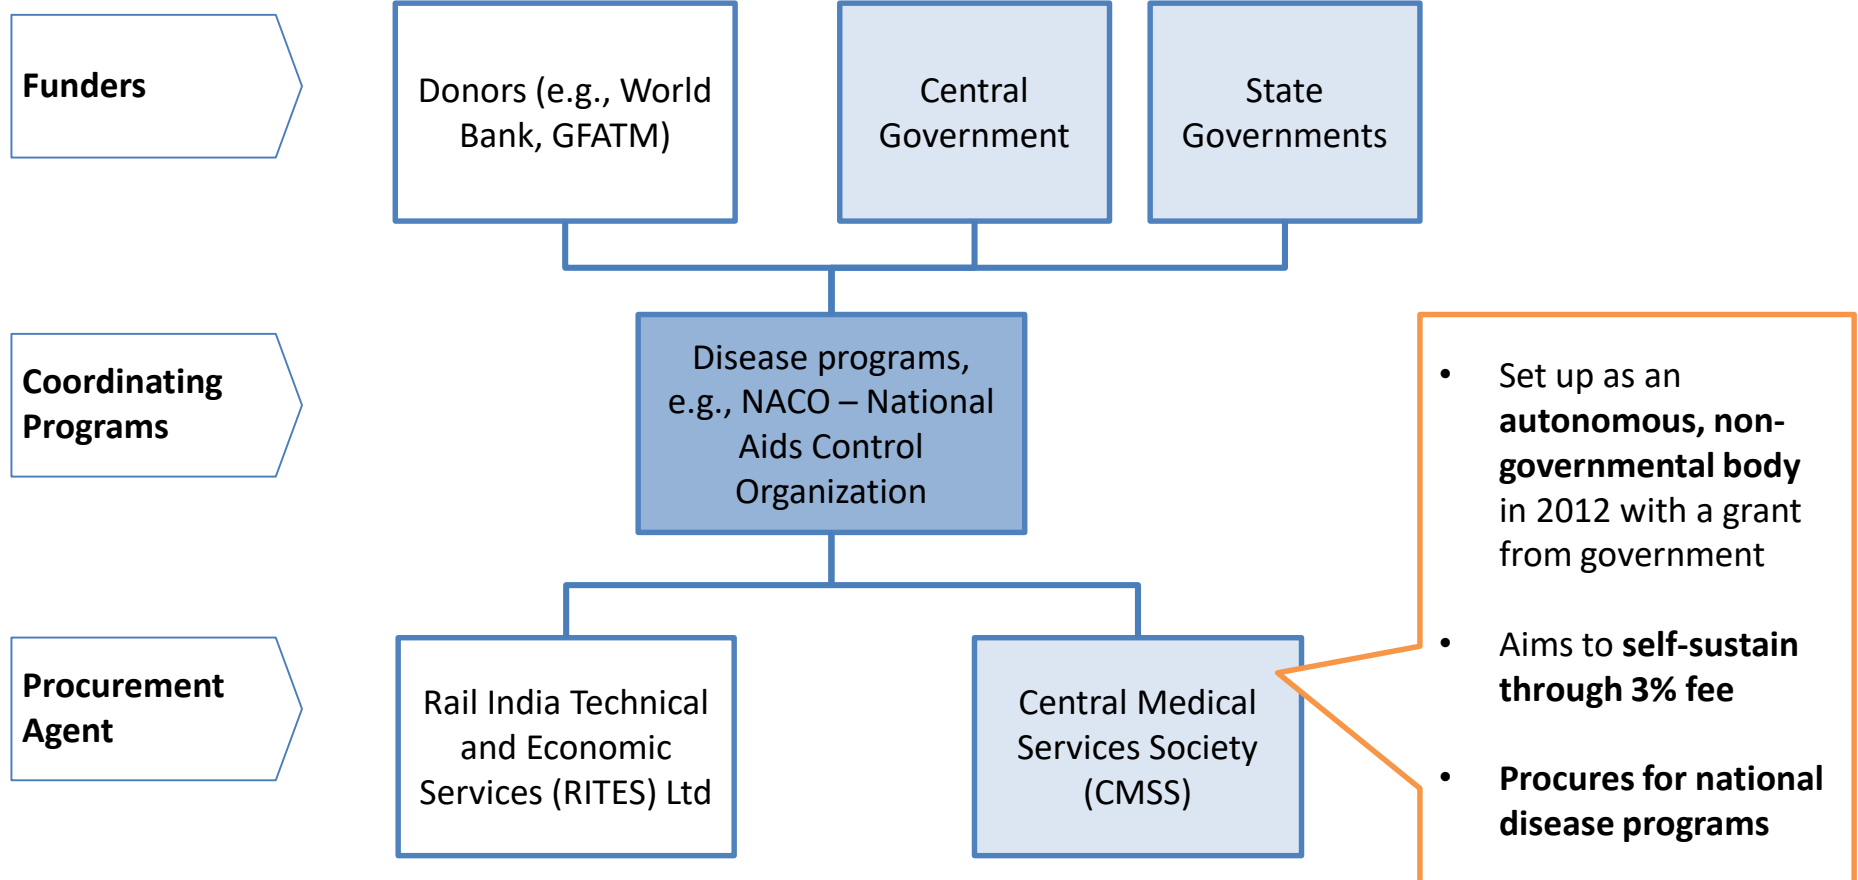 Funders
Donors (e.g., World
Bank, GFATM)
Central
Government
State
Governments
Coordinating
Programs
Disease programs,
e.g., NACO – National
Aids Control
Organization
Procurement
Agent
Rail India Technical
and Economic
Services (RITES) Ltd
Central Medical
Services Society
(CMSS)
• Set up as an
autonomous, non-
governmental body
in 2012 with a grant
from government
• Aims to self-sustain
through 3% fee
• Procures for national
disease programs